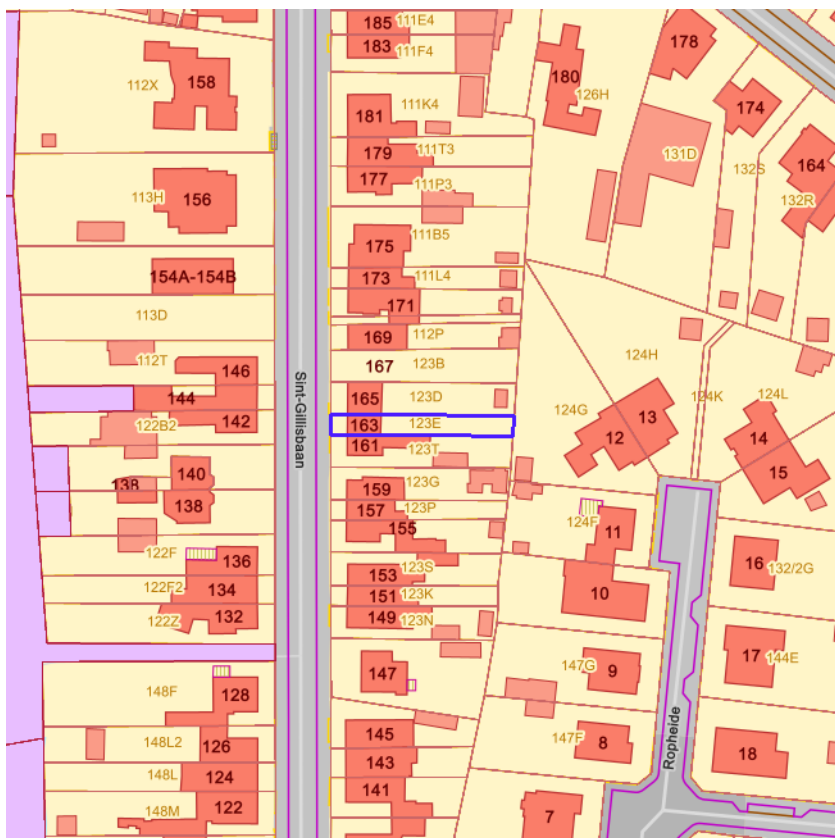 185
111E4
183
111F4
178
158
112X
180
126H
174
181
111K4
179
111T3
177
111P3
131D
132S
164
132R
113H
156
175
111B5
173
111L4
171
154A-154B
113D
169
112P
167
123B
112T
146
144
142
122B2
Sint-Gillisbaan
165
123D
163
123E
161
123T
124H
124G
124K
124L
13
12
14
15
140
138
138
159
123G
157
123P
155
124F
11
136
122F
134
122F2
132
122Z
153
123S
151
123K
149
123N
10
16
132/2G
147
147G
9
17
144E
128
148F
126
148L2
124
148L
122
148M
145
143
141
147F
8
Ropheide
18
7